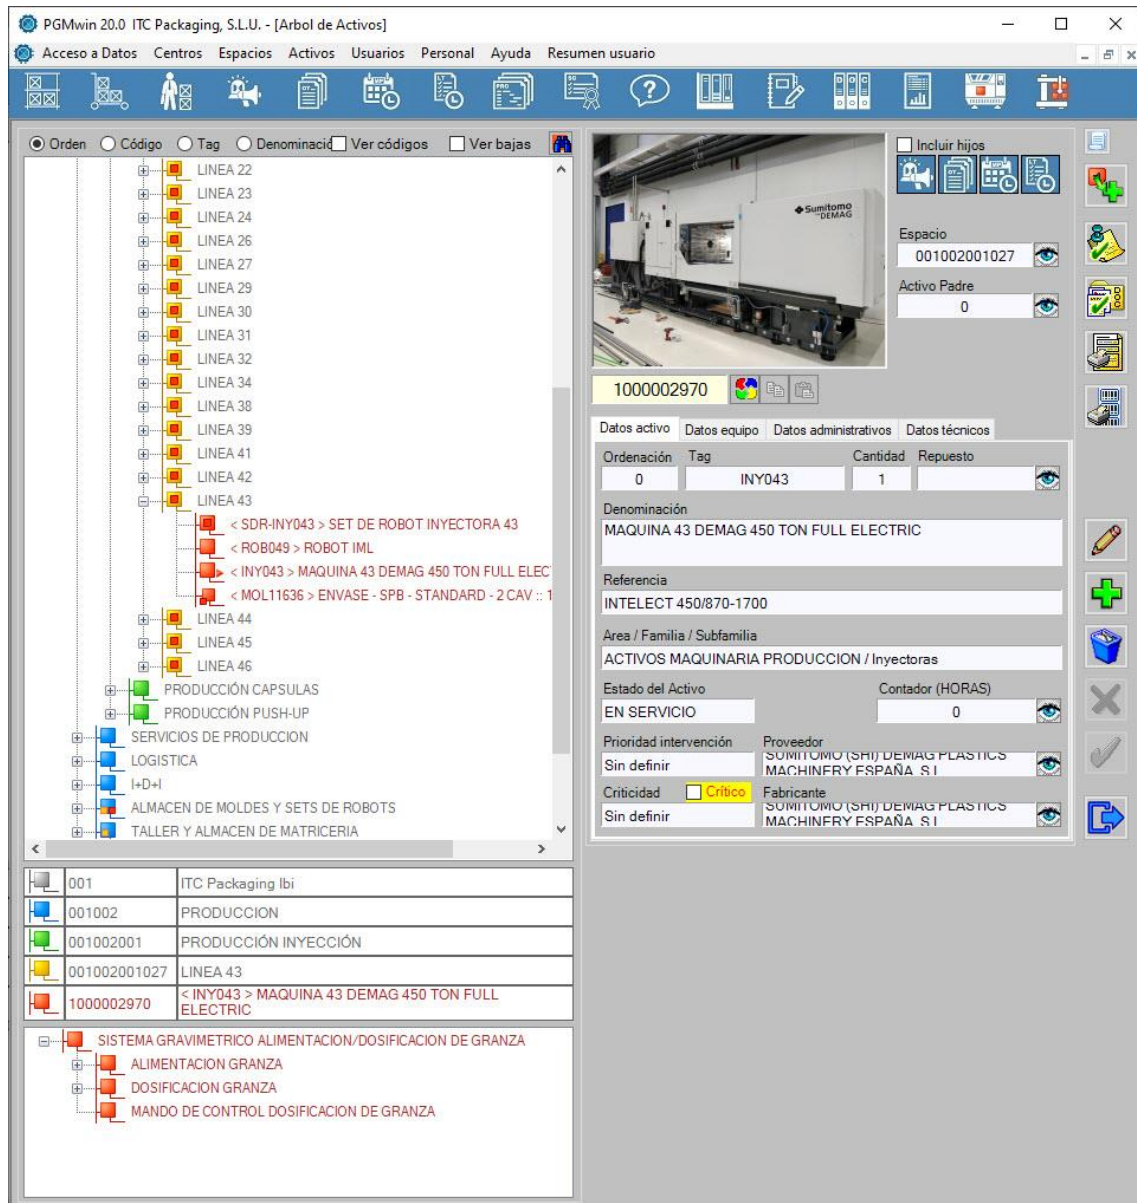 PGMwin 20.0 ITC Packaging, S.L.U. - [Arbol de Activos]
Acceso a Datos Centros Espacios Activos Usuarios Personal Ayuda Resumen usuario
Orden Código Tag Denominació Ver códigos Ver bajas
LINEA 22
LINEA 23
LINEA 24
LINEA 26
LINEA 27
LINEA 29
LINEA 30
LINEA 31
LINEA 32
LINEA 34
LINEA 38
LINEA 39
LINEA 41
LINEA 42
LINEA 43
< SDR-INY043 > SET DE ROBOT INYECTORA 43
< ROB049 > ROBOT IML
< INY043 > MAQUINA 43 DEMAG 450 TON FULL ELEC
< MOL11636 > ENVASE - SPB - STANDARD - 2 CAV :: 1
LINEA 44
LINEA 45
LINEA 46
PRODUCCIÓN CAPSULAS
PRODUCCIÓN PUSH-UP
SERVICIOS DE PRODUCCION
LOGISTICA
I+D+I
ALMACEN DE MOLDES Y SETS DE ROBOTS
TALLER Y ALMACEN DE MATRICERIA
001 ITC Packaging Ibi
001002 PRODUCCION
001002001 PRODUCCIÓN INYECCIÓN
001002001027 LINEA 43
1000002970 < INY043 > MAQUINA 43 DEMAG 450 TON FULL
ELECTRIC
SISTEMA GRAVIMETRICO ALIMENTACION/DOSIFICACION DE GRANZA
ALIMENTACION GRANZA
DOSIFICACION GRANZA
MANDO DE CONTROL DOSIFICACION DE GRANZA
Sumitomo
DEMAG
Incluir hijos
Espacio
001002001027
Activo Padre
0
1000002970
Datos activo Datos equipo Datos administrativos Datos técnicos
Ordenación Tag Cantidad Repuesto
0 INY043 1
Denominación
MAQUINA 43 DEMAG 450 TON FULL ELECTRIC
Referencia
INTELECT 450/870-1700
Area / Familia / Subfamilia
ACTIVOS MAQUINARIA PRODUCCION / Inyectoras
Estado del Activo Contador (HORAS)
EN SERVICIO 0
Prioridad intervención Proveedor
Sin definir SUMITOMO (SHI) DEMAG PLASTICS
MACHINERY ESPAÑA, S.L.
Criticidad Crítico Fabricante
Sin definir SUMITOMO (SHI) DEMAG PLASTICS
MACHINERY ESPAÑA, S.L.